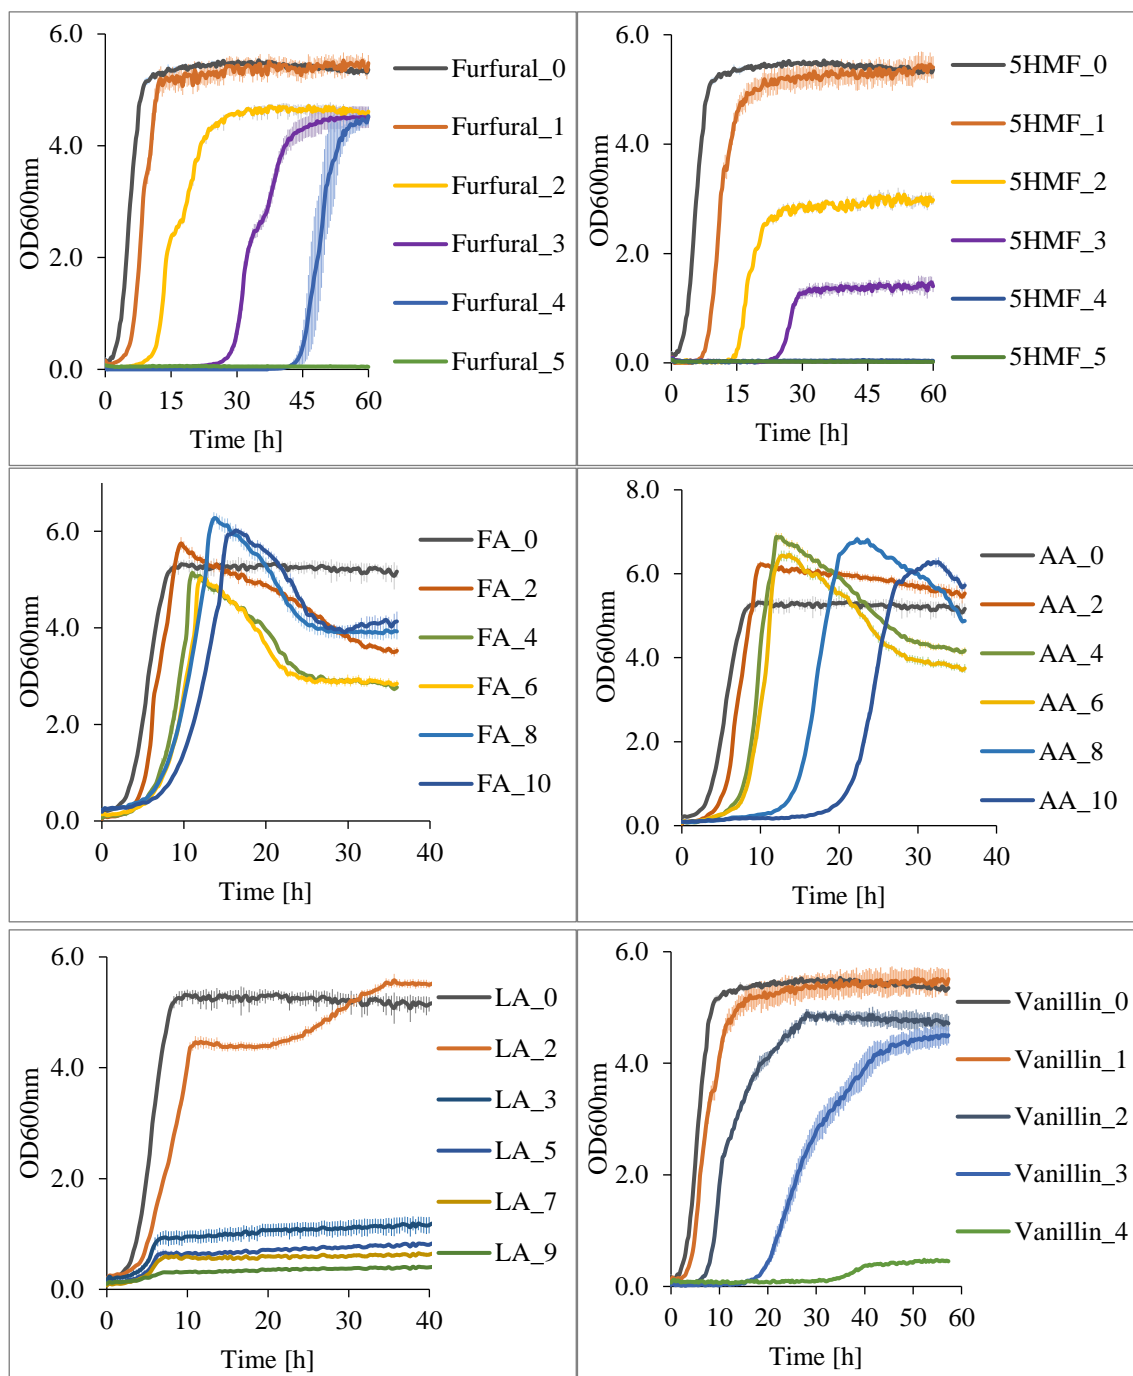 6.0
4.0
2.0
0.0
OD600nm
0 15 30 45 60
Time [h]
Furfural_0
Furfural_1
Furfural_2
Furfural_3
Furfural_4
Furfural_5
6.0
4.0
2.0
0.0
OD600nm
0 15 30 45 60
Time [h]
5HMF_0
5HMF_1
5HMF_2
5HMF_3
5HMF_4
5HMF_5
6.0
4.0
2.0
0.0
OD600nm
0 10 20 30 40
Time [h]
FA_0
FA_2
FA_4
FA_6
FA_8
FA_10
8.0
6.0
4.0
2.0
0.0
OD600nm
0 10 20 30 40
Time [h]
AA_0
AA_2
AA_4
AA_6
AA_8
AA_10
6.0
4.0
2.0
0.0
OD600nm
0 10 20 30 40
Time [h]
LA_0
LA_2
LA_3
LA_5
LA_7
LA_9
6.0
4.0
2.0
0.0
OD600nm
0 10 20 30 40 50 60
Time [h]
Vanillin_0
Vanillin_1
Vanillin_2
Vanillin_3
Vanillin_4